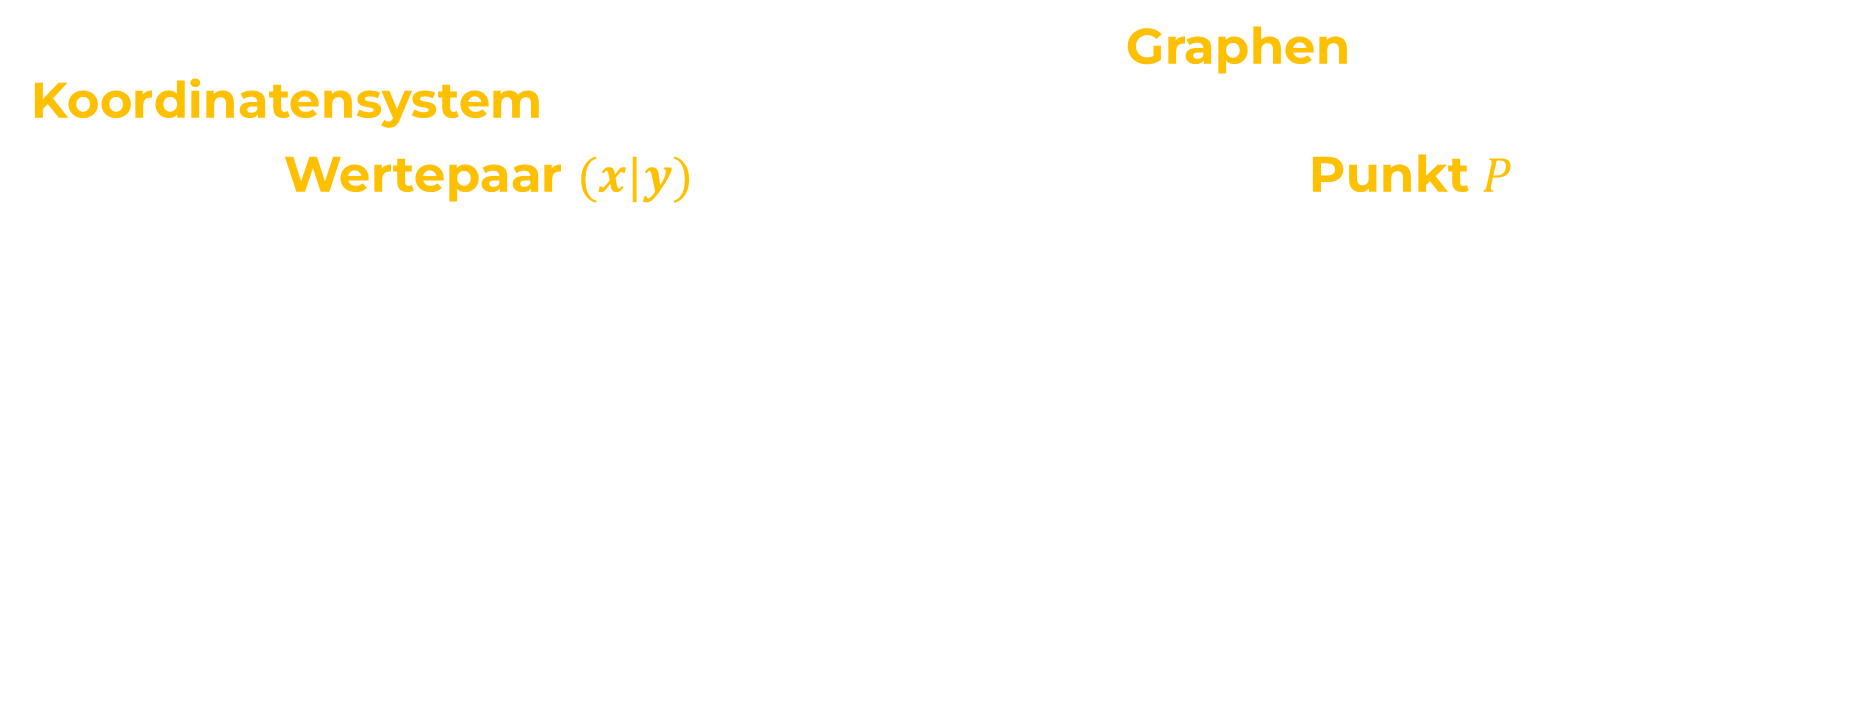 Graphen
Koordinatensystem
Wertepaar (x|y) Punkt P